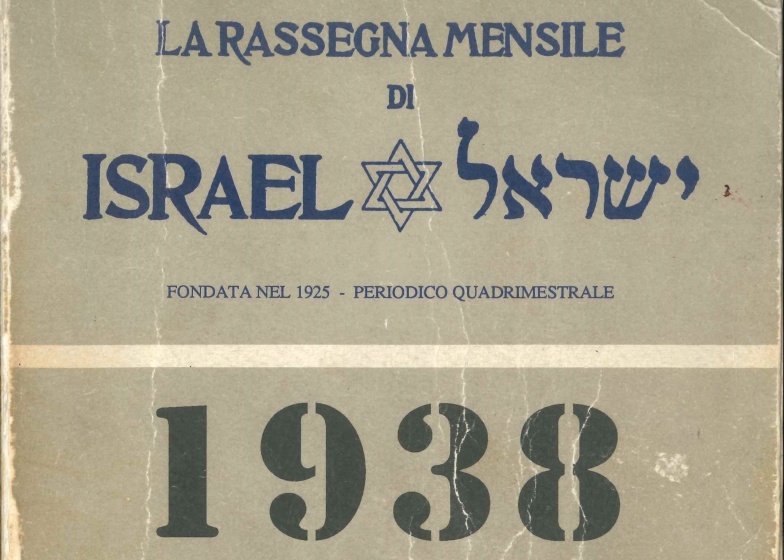 LA RASSEGNA MENSILE
DI
ISRAEL ישראל
FONDATA NEL 1925 - PERIODICO QUADRIMESTRALE
1938